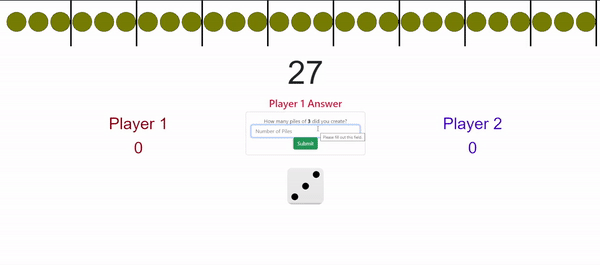 27
Player 1 Answer
How many piles of 3 did you create?
Number of Piles
Please fill out this field.
Submit
Player 1
0
Player 2
0